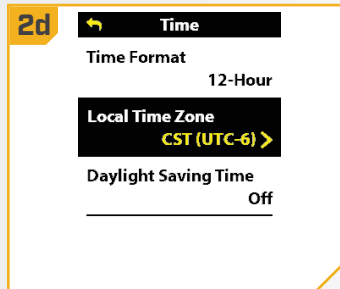 2d
Time
Time Format
12-Hour
Local Time Zone
CST (UTC-6)
Daylight Saving Time
Off